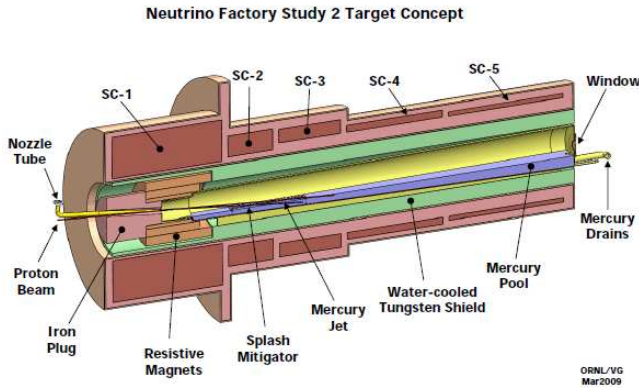 Neutrino Factory Study 2 Target Concept
SC-1
SC-2
SC-3
SC-4
SC-5
Window
Nozzle
Tube
Mercury
Drains
Proton
Beam
Iron
Plug
Resistive
Magnets
Splash
Mitigator
Mercury
Jet
Water-cooled
Tungsten Shield
Mercury
Pool
ORNL/VG
Mar2009